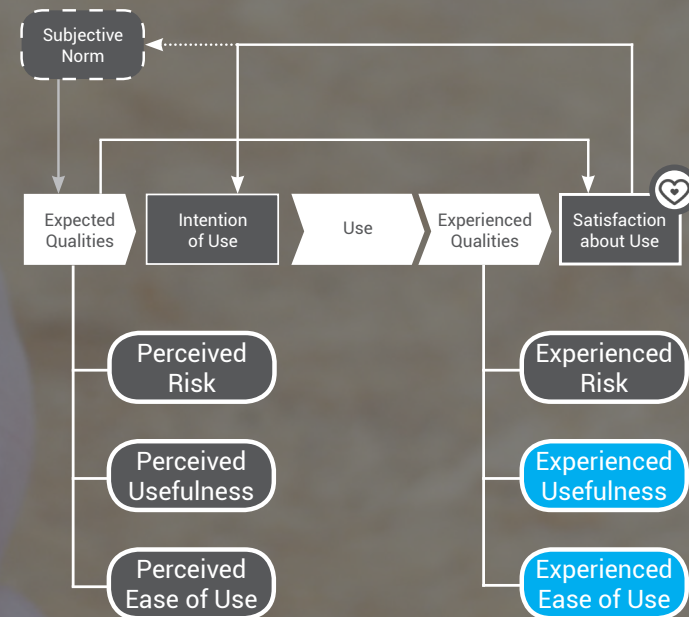 Subjective
Norm
Expected
Qualities
Intention
of Use
Use
Experienced
Qualities
Satisfaction
about Use
Perceived
Risk
Experienced
Risk
Perceived
Usefulness
Experienced
Usefulness
Perceived
Ease of Use
Experienced
Ease of Use